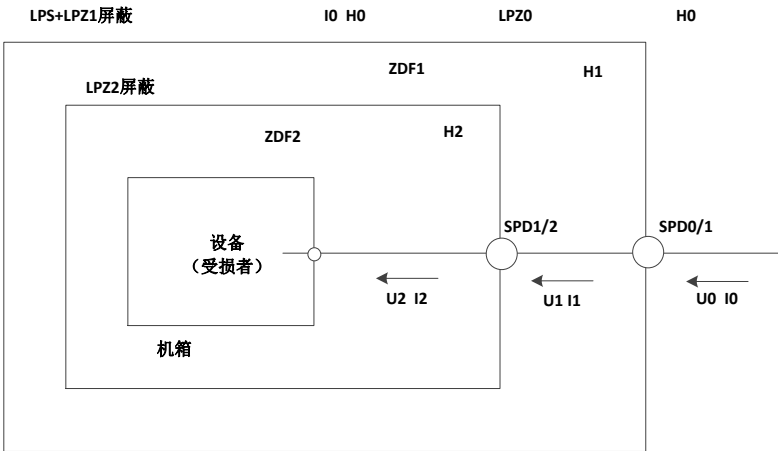 LPS+LPZ1屏蔽 I0 H0 LPZ0 H0
ZDF1
H1
LPZ2屏蔽
H2
ZDF2
SPD1/2 SPD0/1
设备
（受损者）
U2 I2 U1 I1 U0 I0
机箱